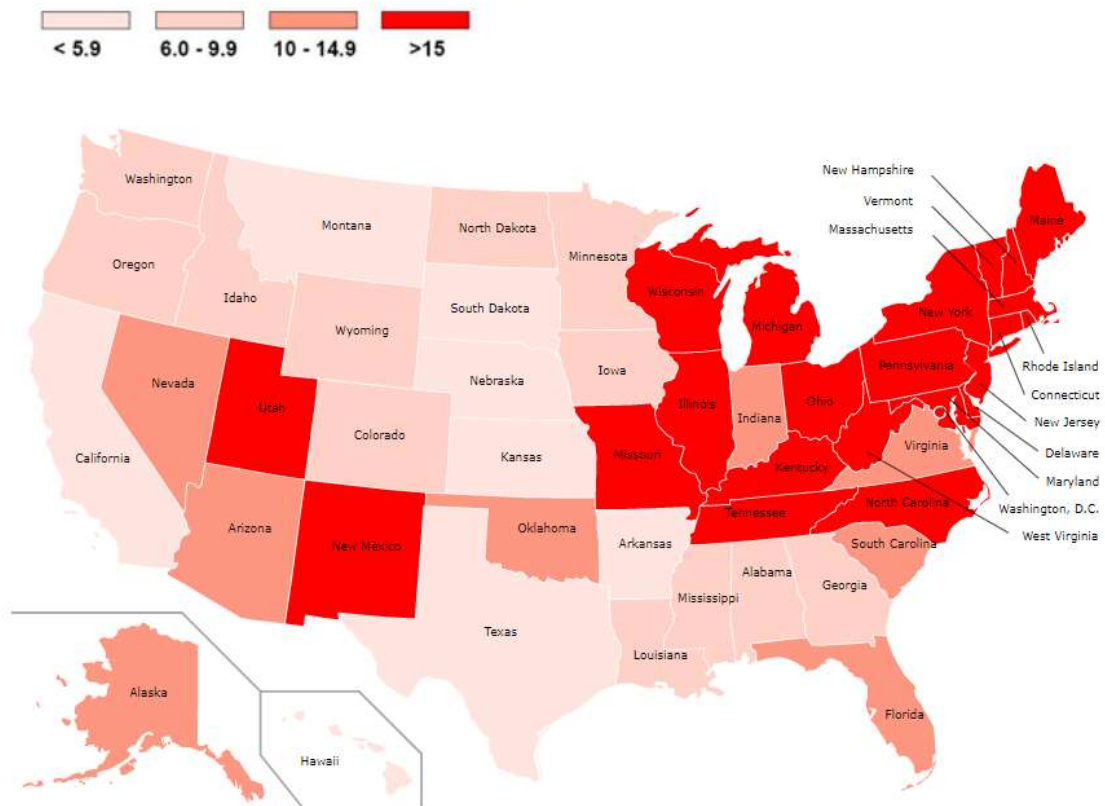 < 5.9
6.0 - 9.9
10 - 14.9
>15
New Hampshire
Washington
Vermont
Maine
Montana
North Dakota
Massachusetts
Minnesota
Oregon
Idaho
Wisconsin
South Dakota
New York
Michigan
Wyoming
Pennsylvania
Rhode Island
Iowa
Nevada
Nebraska
Connecticut
Utah
Illinois
Ohio
Indiana
New Jersey
Colorado
Virginia
California
Kansas
Missouri
Delaware
Kentucky
Maryland
North Carolina
Washington, D.C.
Tennessee
Arizona
Oklahoma
West Virginia
New Mexico
Arkansas
South Carolina
Alabama
Georgia
Mississippi
Texas
Louisiana
Alaska
Florida
Hawaii